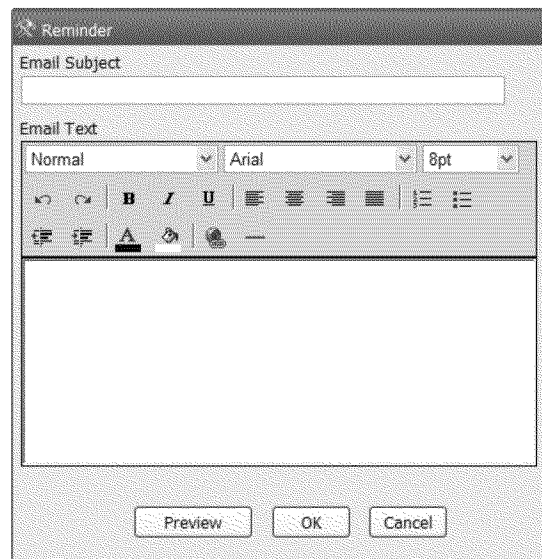 Reminder
Email Subject
Email Text
Normal Arial 8pt
B I U
A
Preview OK Cancel